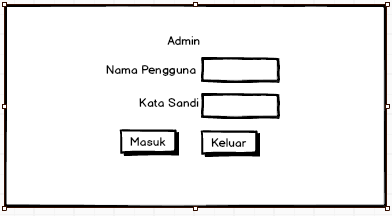 Admin
Nama Pengguna
Kata Sandi
Masuk Keluar